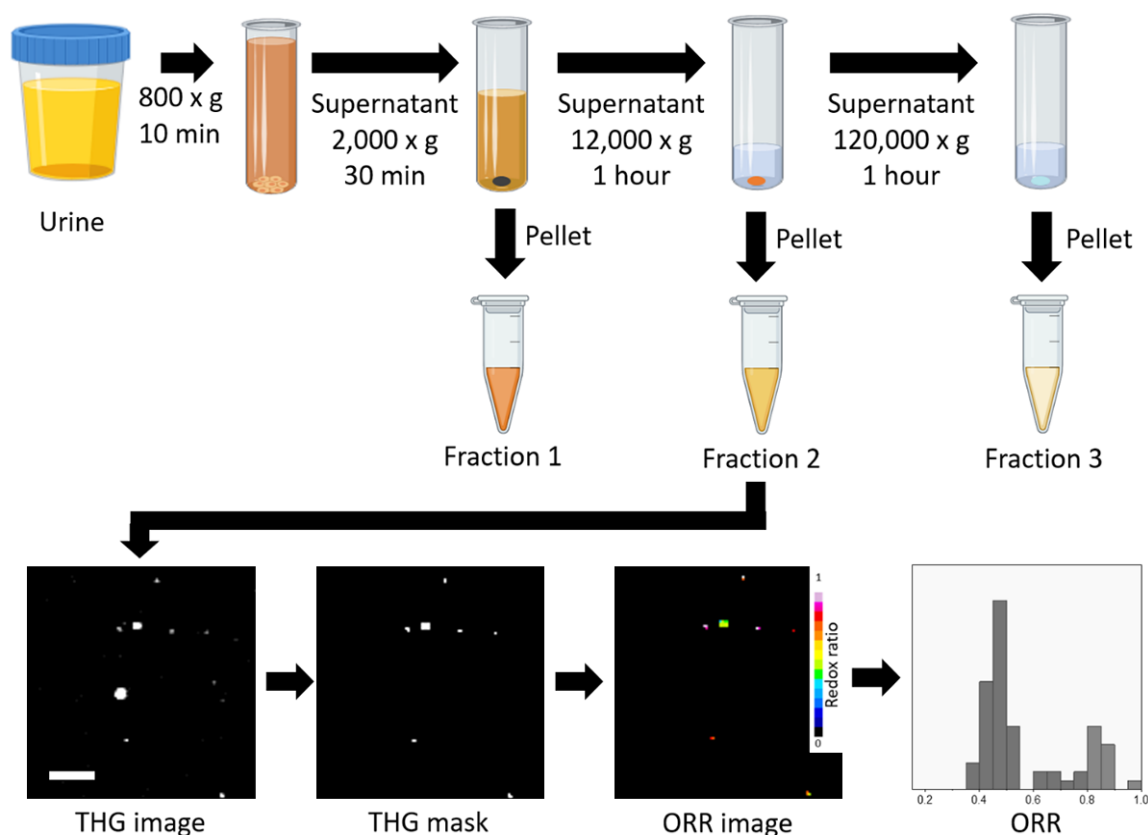 800 x g
10 min
Supernatant
2,000 x g
30 min
Supernatant
12,000 x g
1 hour
Supernatant
120,000 x g
1 hour
Urine
Pellet
Pellet
Pellet
Fraction 1
Fraction 2
Fraction 3
1
Redox ratio
0
0.2
0.4
0.6
0.8
1.0
THG image
THG mask
ORR image
ORR